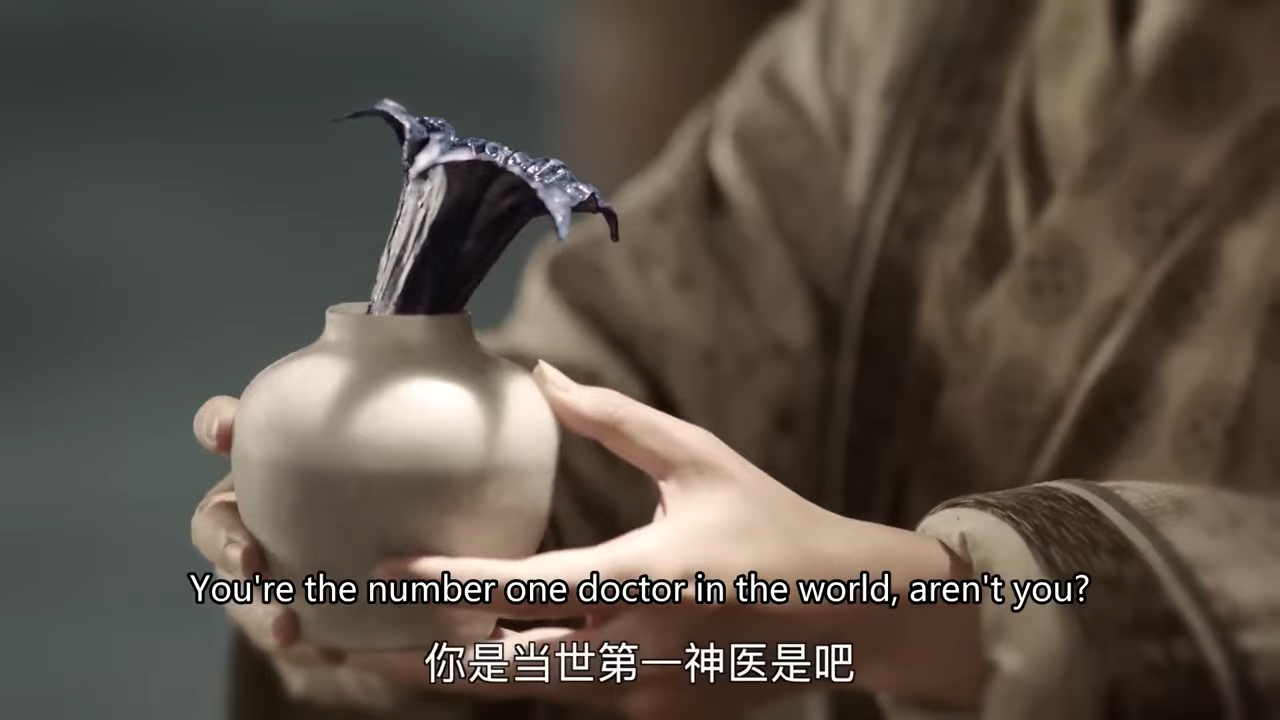 You're the number one doctor in the world, aren't you?
你是当世第一神医是吧